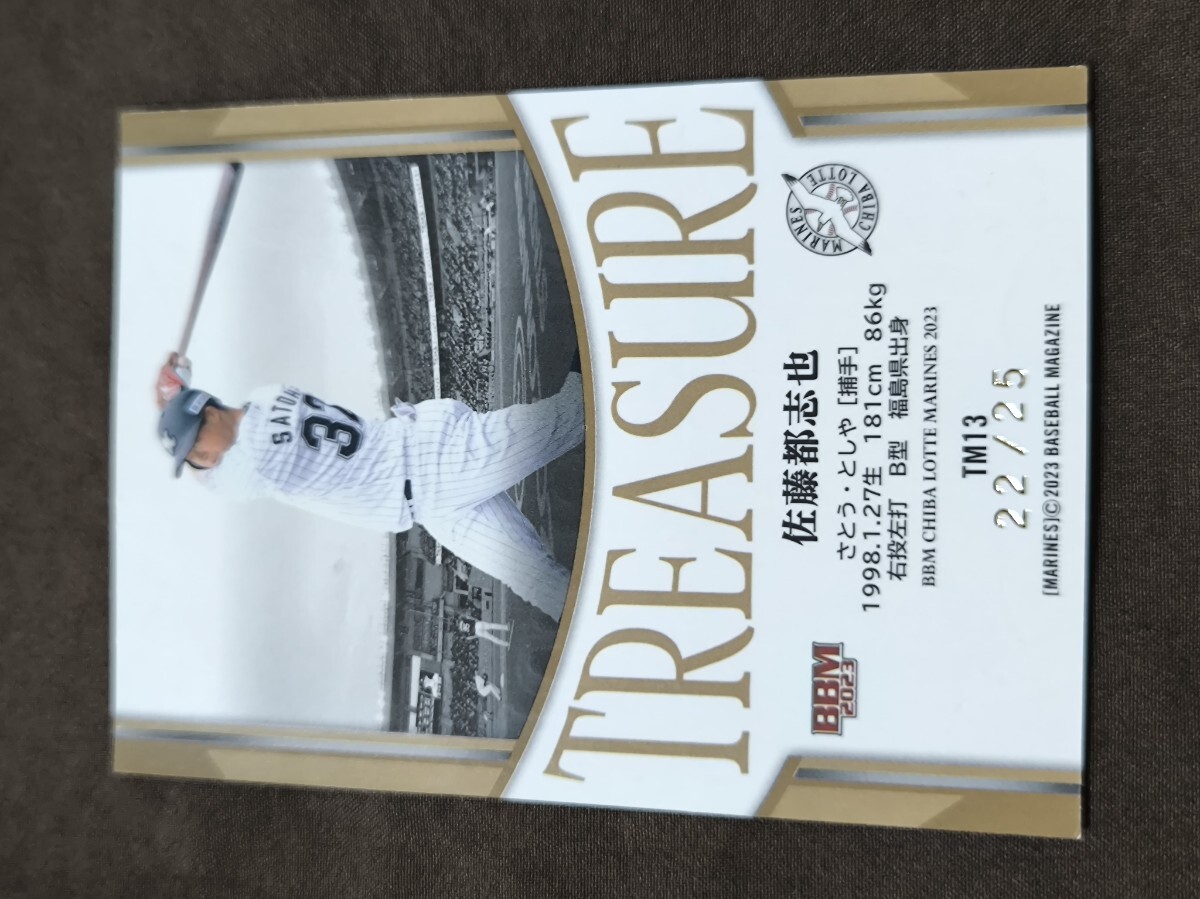 SATO
32
TREASURE
MARINES
CHIBA LOTTE
BBM
2023
佐藤都志也
さとう・としや [捕手]
1998.1.27生 181cm 86kg
右投左打 B型 福島県出身
BBM CHIBA LOTTE MARINES 2023
TM13
22/25
[MARINES]©2023 BASEBALL MAGAZINE